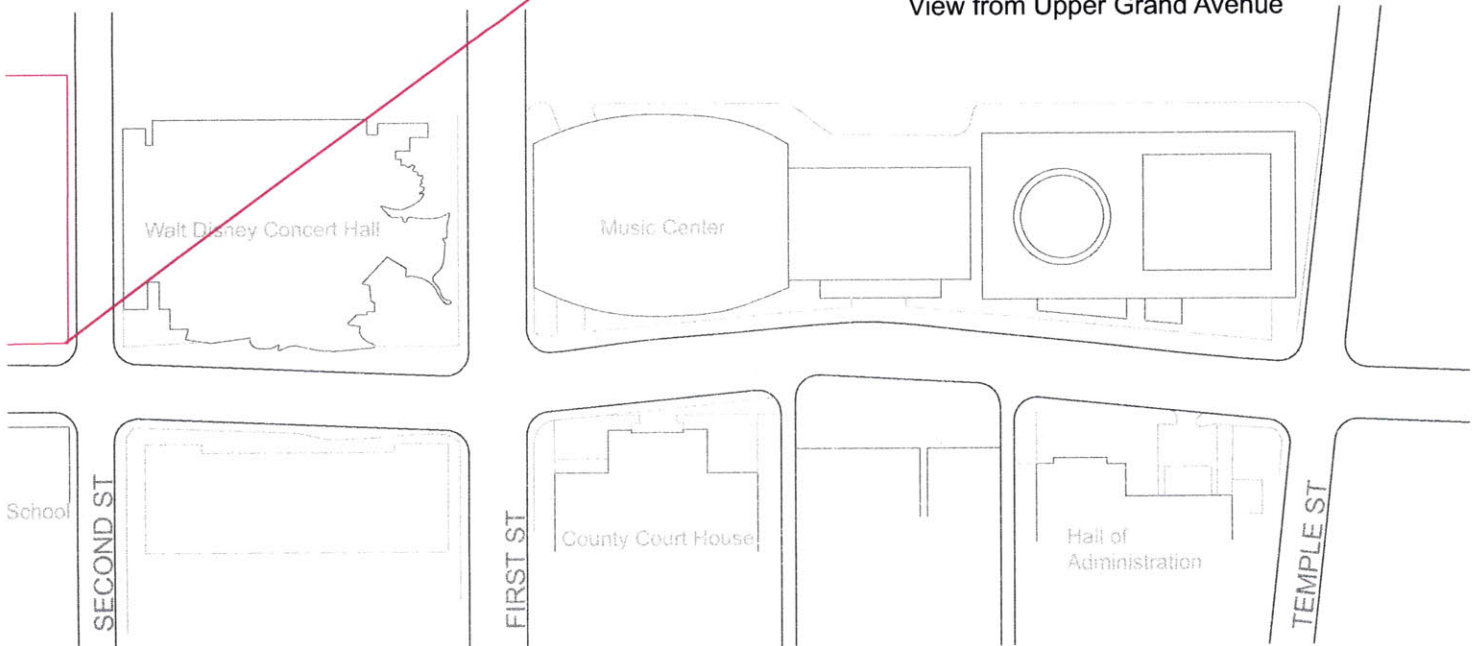 View from Upper Grand Avenue
Walt Disney Concert Hall
Music Center
School
SECOND ST
FIRST ST
County Court House
Hall of
Administration
TEMPLE ST